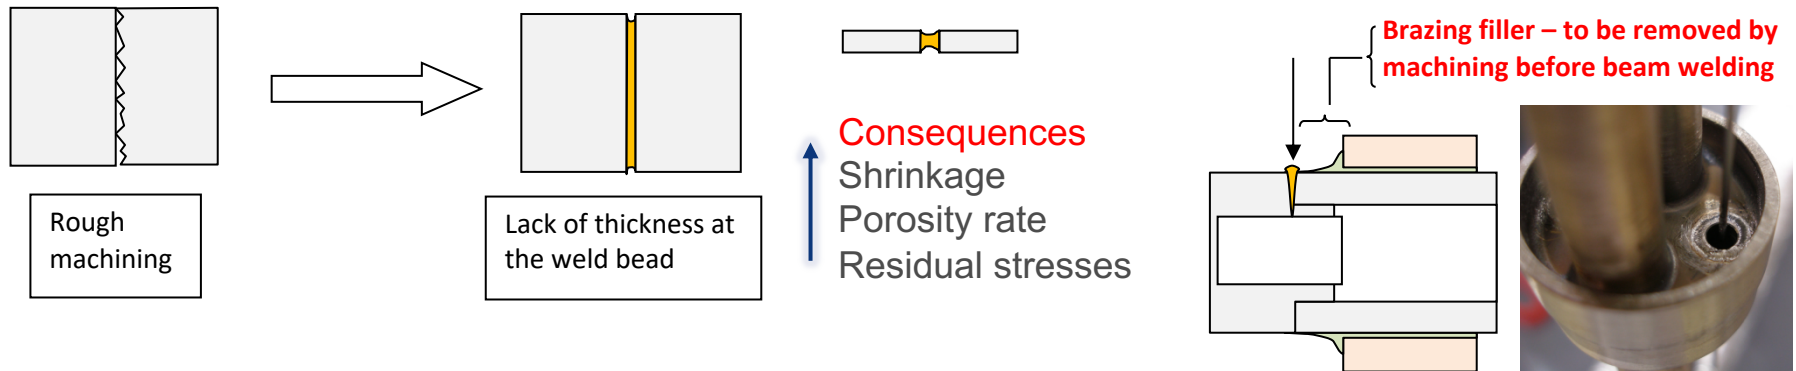 Rough
machining
Lack of thickness at
the weld bead
Consequences
Shrinkage
Porosity rate
Residual stresses
Brazing filler – to be removed by
machining before beam welding